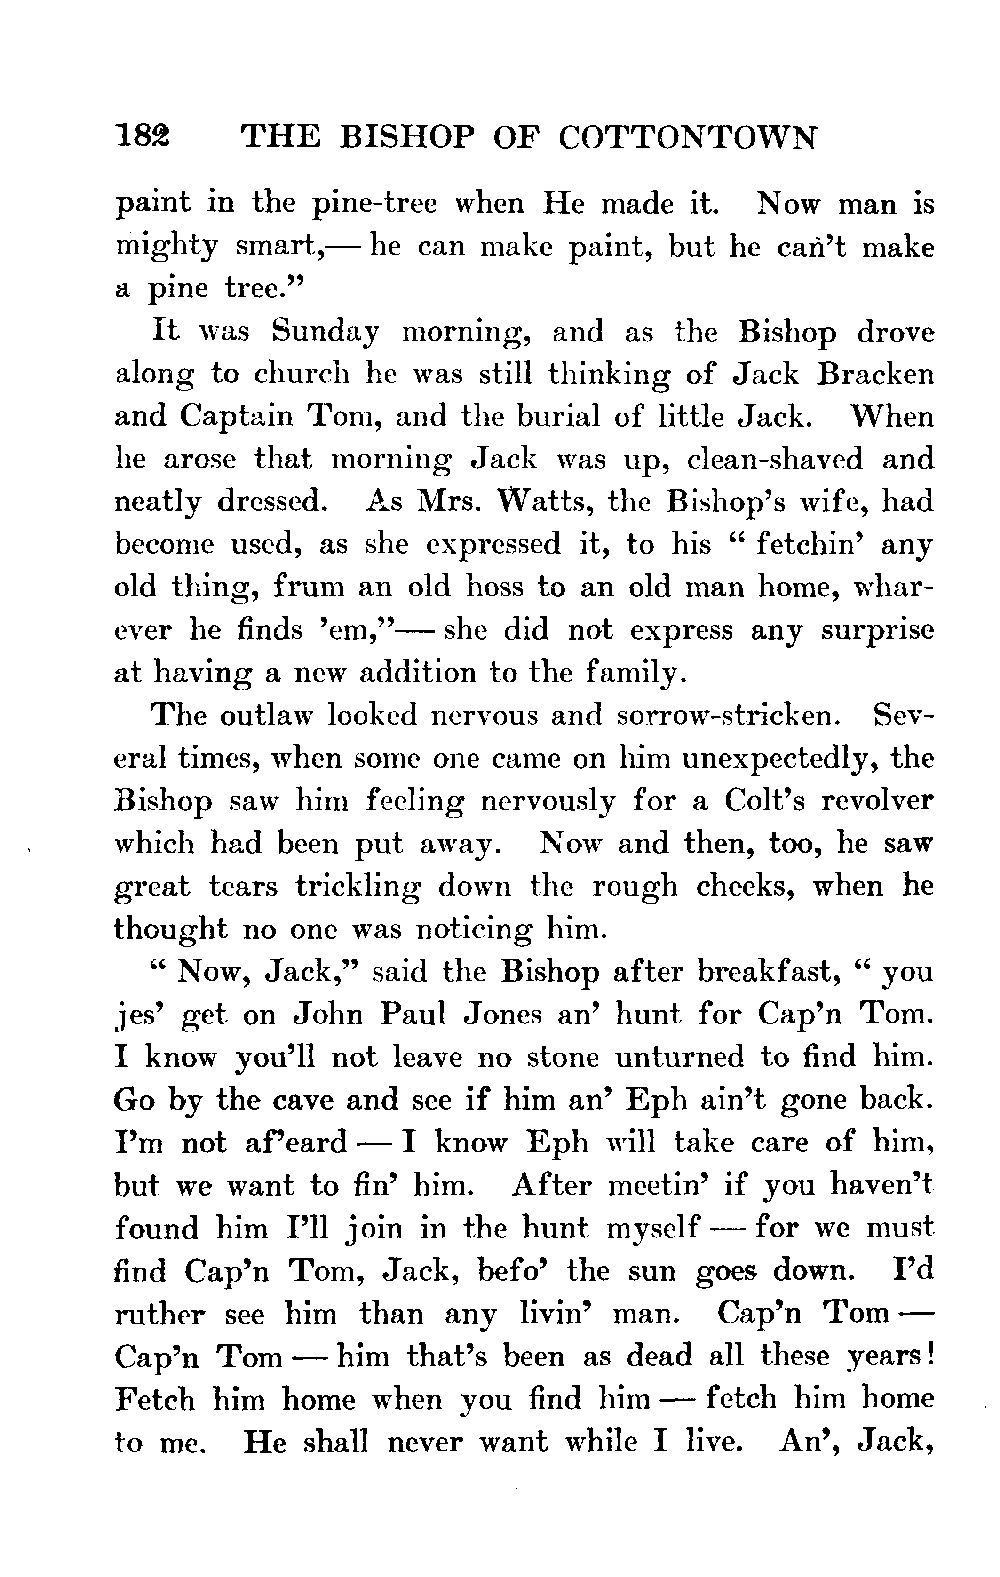 182 THE BISHOP OF COTTONTOWN
paint in the pine-tree when He made it. Now man is
mighty smart,— he can make paint, but he can't make
a pine tree."
It was Sunday morning, and as the Bishop drove
along to church he was still thinking of Jack Bracken
and Captain Tom, and the burial of little Jack. When
he arose that morning Jack was up, clean-shaved and
neatly dressed. As Mrs. Watts, the Bishop's wife, had
become used, as she expressed it, to his " fetchin' any
old thing, frum an old hoss to an old man home, whar-
ever he finds 'em,"— she did not express any surprise
at having a new addition to the family.
The outlaw looked nervous and sorrow-stricken. Sev-
eral times, when some one came on him unexpectedly, the
Bishop saw him feeling nervously for a Colt's revolver
which had been put away. Now and then, too, he saw
great tears trickling down the rough cheeks, when he
thought no one was noticing him.
" Now, Jack," said the Bishop after breakfast, " you
jes' get on John Paul Jones an' hunt for Cap'n Tom.
I know you'll not leave no stone unturned to find him.
Go by the cave and see if him an' Eph ain't gone back.
I'm not af'eard — I know Eph will take care of him,
but we want to fin' him. After meetin' if you haven't
found him I'll join in the hunt myself — for we must
find Cap'n Tom, Jack, befo' the sun goes down. I'd
ruther see him than any livin' man. Cap'n Tom —
Cap'n Tom — him that's been as dead all these years!
Fetch him home when you find him — fetch him home
to me. He shall never want while I live. An', Jack,